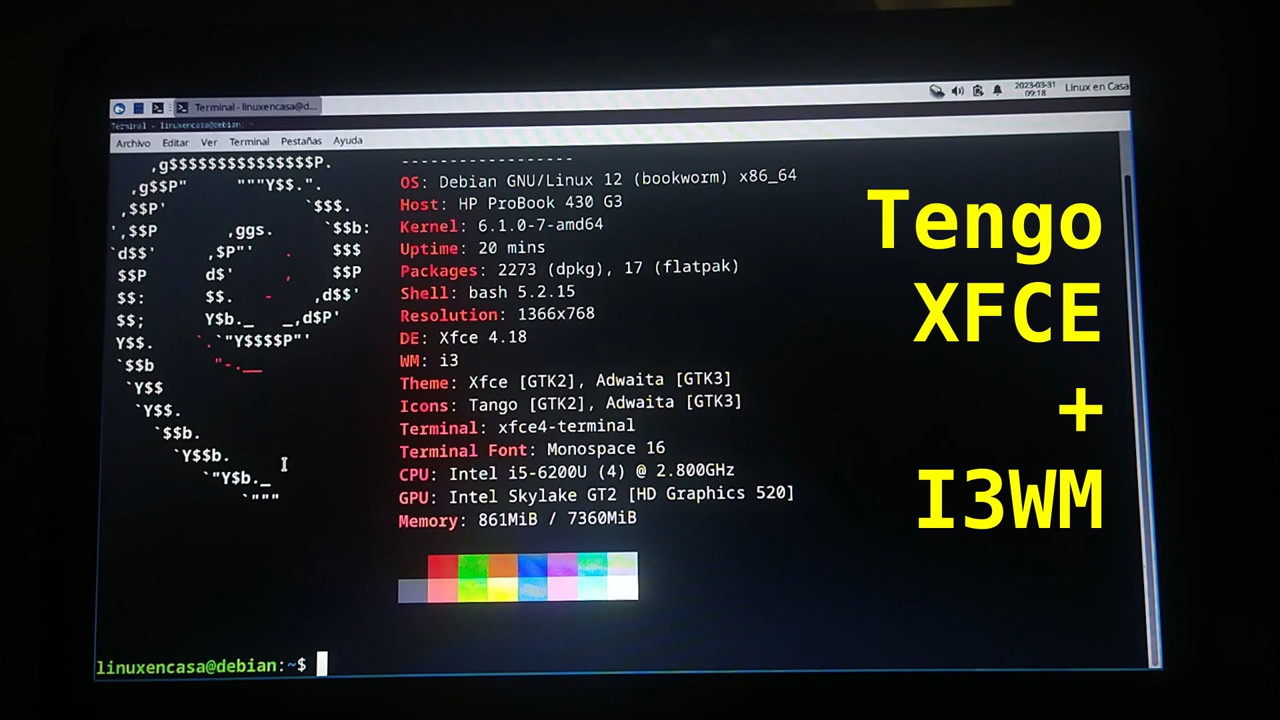 Terminal - linuxencasa@d...
2023-03-31
09:18
Linux en Casa
Terminal - linuxencasa@debian: ~
Archivo Editar Ver Terminal Pestañas Ayuda
------------------
OS: Debian GNU/Linux 12 (bookworm) x86_64
Host: HP ProBook 430 G3
Kernel: 6.1.0-7-amd64
Uptime: 20 mins
Packages: 2273 (dpkg), 17 (flatpak)
Shell: bash 5.2.15
Resolution: 1366x768
DE: Xfce 4.18
WM: i3
Theme: Xfce [GTK2], Adwaita [GTK3]
Icons: Tango [GTK2], Adwaita [GTK3]
Terminal: xfce4-terminal
Terminal Font: Monospace 16
CPU: Intel i5-6200U (4) @ 2.800GHz
GPU: Intel Skylake GT2 [HD Graphics 520]
Memory: 861MiB / 7360MiB
linuxencasa@debian:~$
Tengo
XFCE
+
I3WM